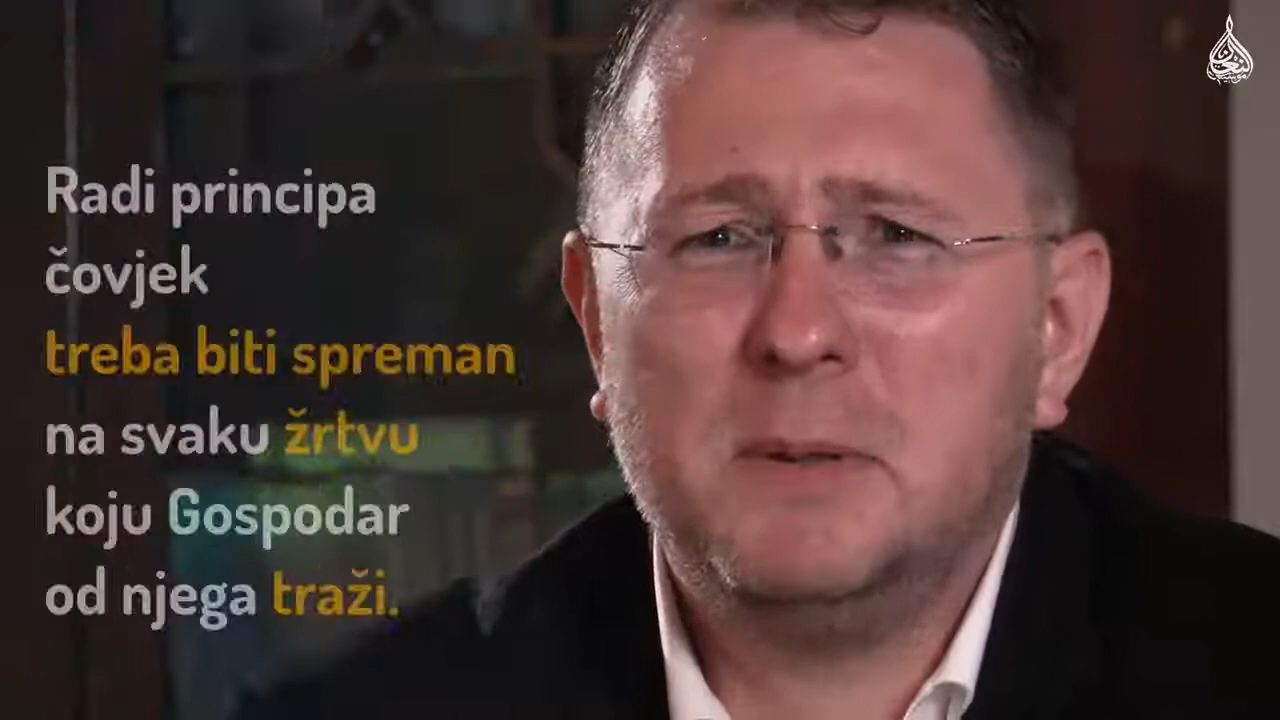 Radi principa
čovjek
treba biti spreman
na svaku žrtvu
koju Gospodar
od njega traži.